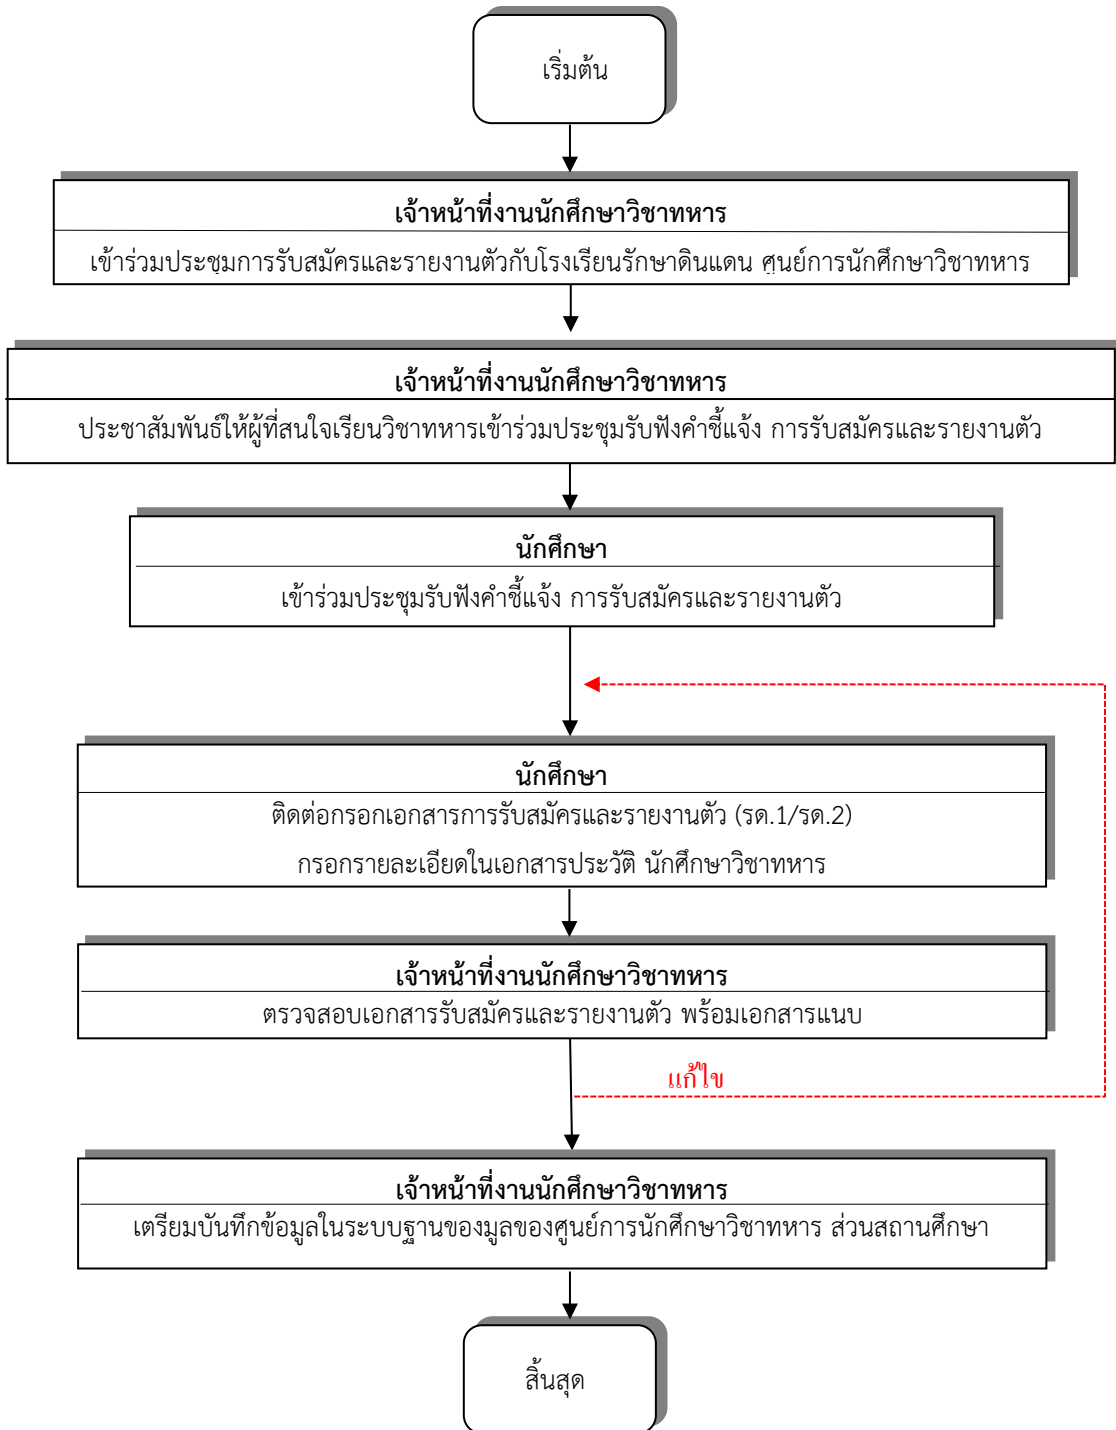 เริ่มต้น
เจ้าหน้าที่งานนักศึกษาวิชาทหาร
เข้าร่วมประชุมการรับสมัครและรายงานตัวกับโรงเรียนรักษาดินแดน ศูนย์การนักศึกษาวิชาทหาร
เจ้าหน้าที่งานนักศึกษาวิชาทหาร
ประชาสัมพันธ์ให้ผู้ที่สนใจเรียนวิชาทหารเข้าร่วมประชุมรับฟังคำชี้แจง การรับสมัครและรายงานตัว
นักศึกษา
เข้าร่วมประชุมรับฟังคำชี้แจง การรับสมัครและรายงานตัว
นักศึกษา
ติดต่อกรอกเอกสารการรับสมัครและรายงานตัว (รด.1/รด.2)
กรอกรายละเอียดในเอกสารประวัติ นักศึกษาวิชาทหาร
เจ้าหน้าที่งานนักศึกษาวิชาทหาร
ตรวจสอบเอกสารรับสมัครและรายงานตัว พร้อมเอกสารแนบ
แก้ไข
เจ้าหน้าที่งานนักศึกษาวิชาทหาร
เตรียมบันทึกข้อมูลในระบบฐานของมูลของศูนย์การนักศึกษาวิชาทหาร ส่วนสถานศึกษา
สิ้นสุด